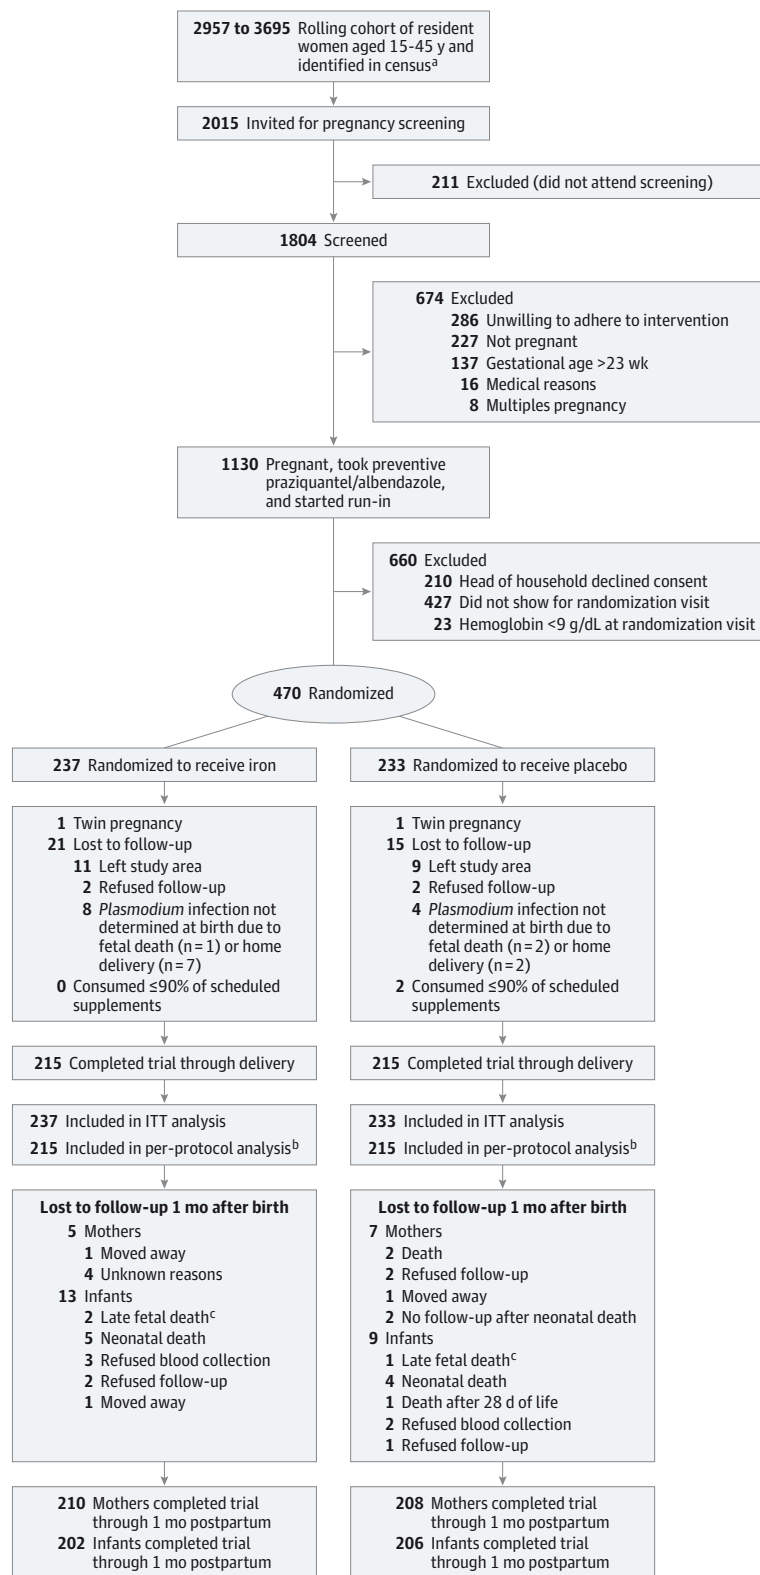 2957 to 3695 Rolling cohort of resident
women aged 15-45 y and
identified in censusa
2015 Invited for pregnancy screening
211 Excluded (did not attend screening)
1804 Screened
674 Excluded
286 Unwilling to adhere to intervention
227 Not pregnant
137 Gestational age >23 wk
16 Medical reasons
8 Multiples pregnancy
1130 Pregnant, took preventive
praziquantel/albendazole,
and started run-in
660 Excluded
210 Head of household declined consent
427 Did not show for randomization visit
23 Hemoglobin <9 g/dL at randomization visit
470 Randomized
237 Randomized to receive iron
1 Twin pregnancy
21 Lost to follow-up
11 Left study area
2 Refused follow-up
8 Plasmodium infection not
determined at birth due to
fetal death (n = 1) or home
delivery (n = 7)
0 Consumed ≤90% of scheduled
supplements
215 Completed trial through delivery
237 Included in ITT analysis
215 Included in per-protocol analysisb
Lost to follow-up 1 mo after birth
5 Mothers
1 Moved away
4 Unknown reasons
13 Infants
2 Late fetal deathc
5 Neonatal death
3 Refused blood collection
2 Refused follow-up
1 Moved away
210 Mothers completed trial
through 1 mo postpartum
202 Infants completed trial
through 1 mo postpartum
233 Randomized to receive placebo
1 Twin pregnancy
15 Lost to follow-up
9 Left study area
2 Refused follow-up
4 Plasmodium infection not
determined at birth due to
fetal death (n = 2) or home
delivery (n = 2)
2 Consumed ≤90% of scheduled
supplements
215 Completed trial through delivery
233 Included in ITT analysis
215 Included in per-protocol analysisb
Lost to follow-up 1 mo after birth
7 Mothers
2 Death
2 Refused follow-up
1 Moved away
2 No follow-up after neonatal death
9 Infants
1 Late fetal deathc
4 Neonatal death
1 Death after 28 d of life
2 Refused blood collection
1 Refused follow-up
208 Mothers completed trial
through 1 mo postpartum
206 Infants completed trial
through 1 mo postpartum